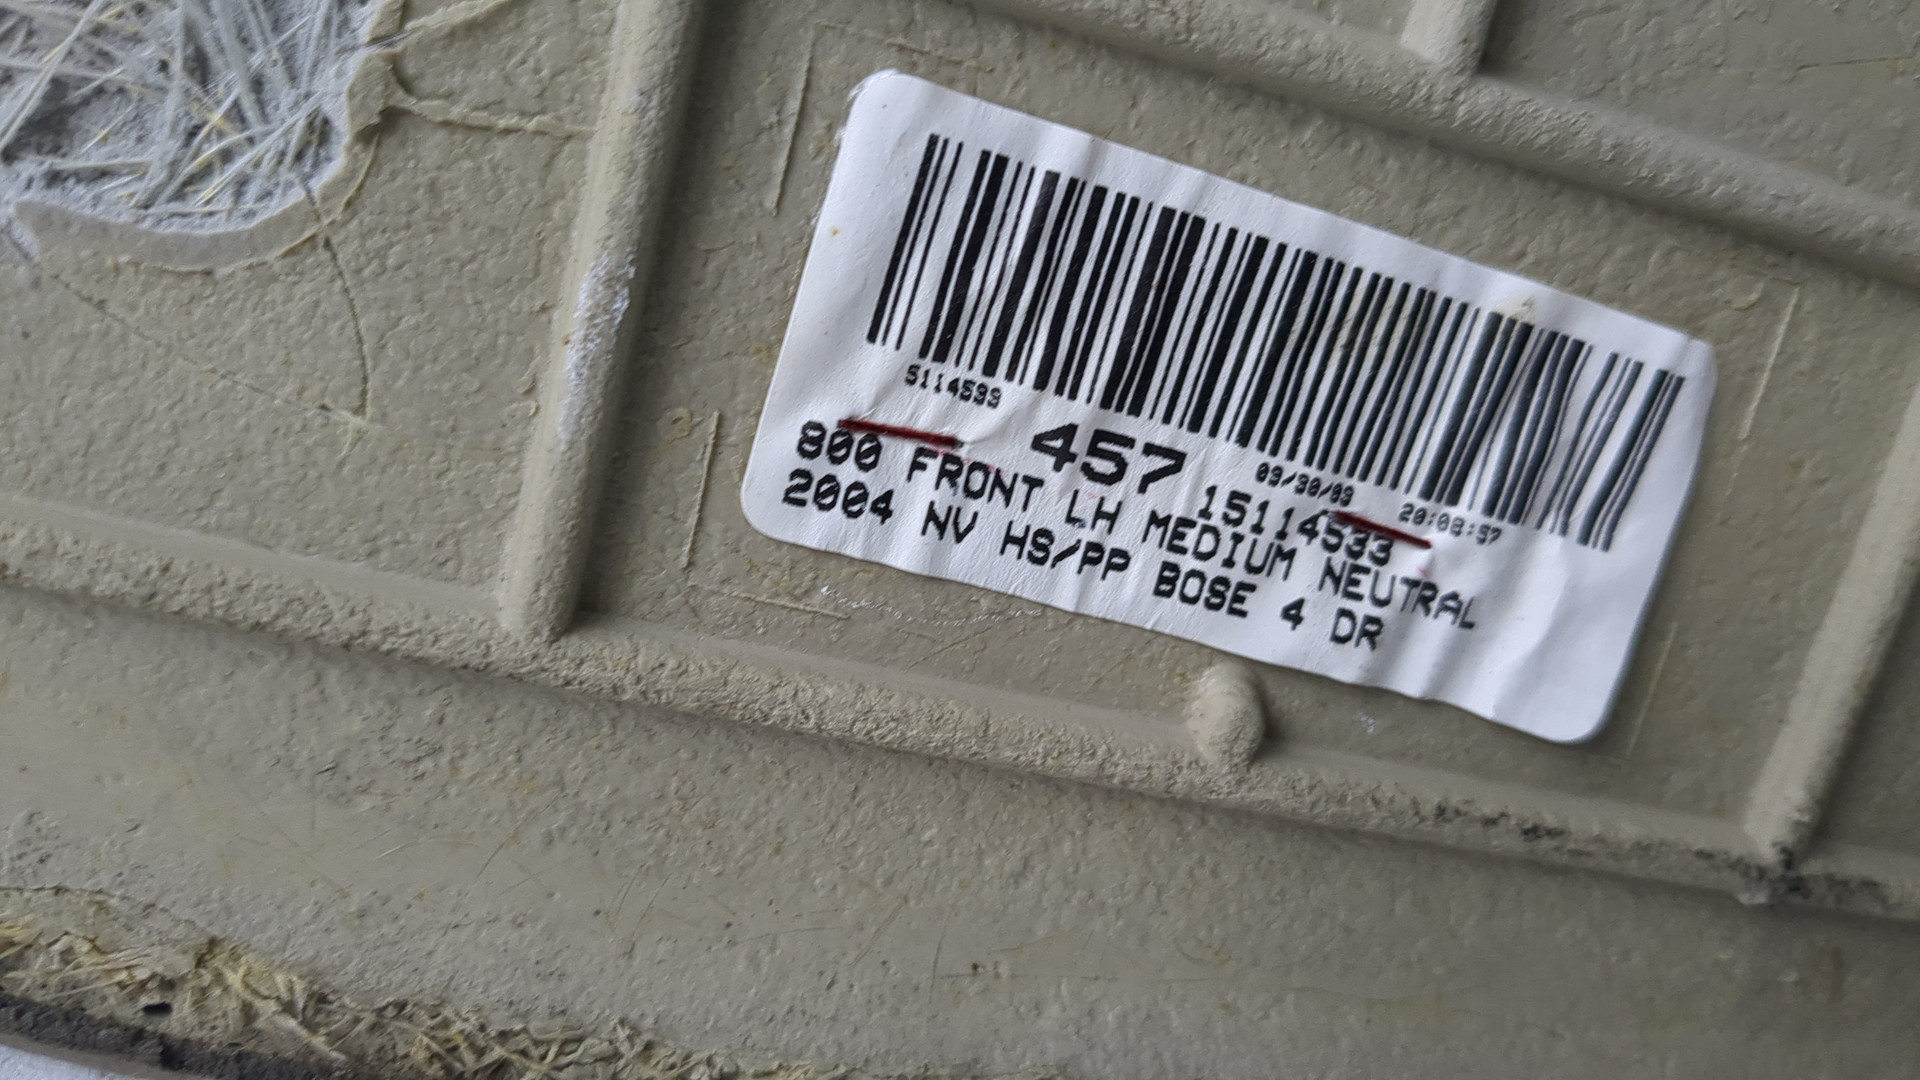 5114533
457 09/30/03 20:08:57
15114533
800 FRONT LH MEDIUM NEUTRAL
2004 NV HS/PP BOSE 4 DR